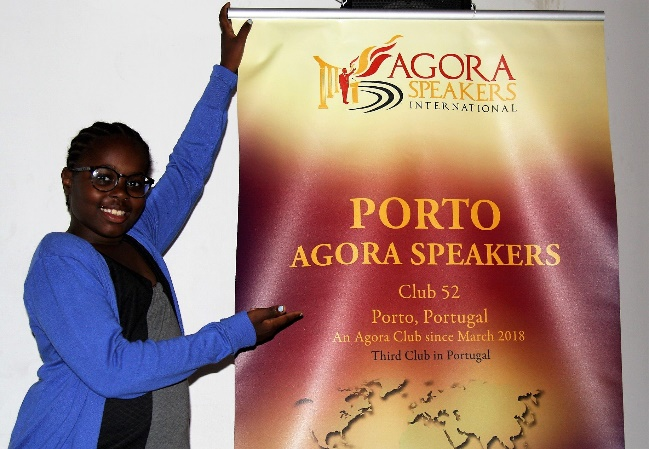 AGORA
SPEAKERS
INTERNATIONAL
PORTO
AGORA SPEAKERS
Club 52
Porto, Portugal
An Agora Club since March 2018
Third Club in Portugal